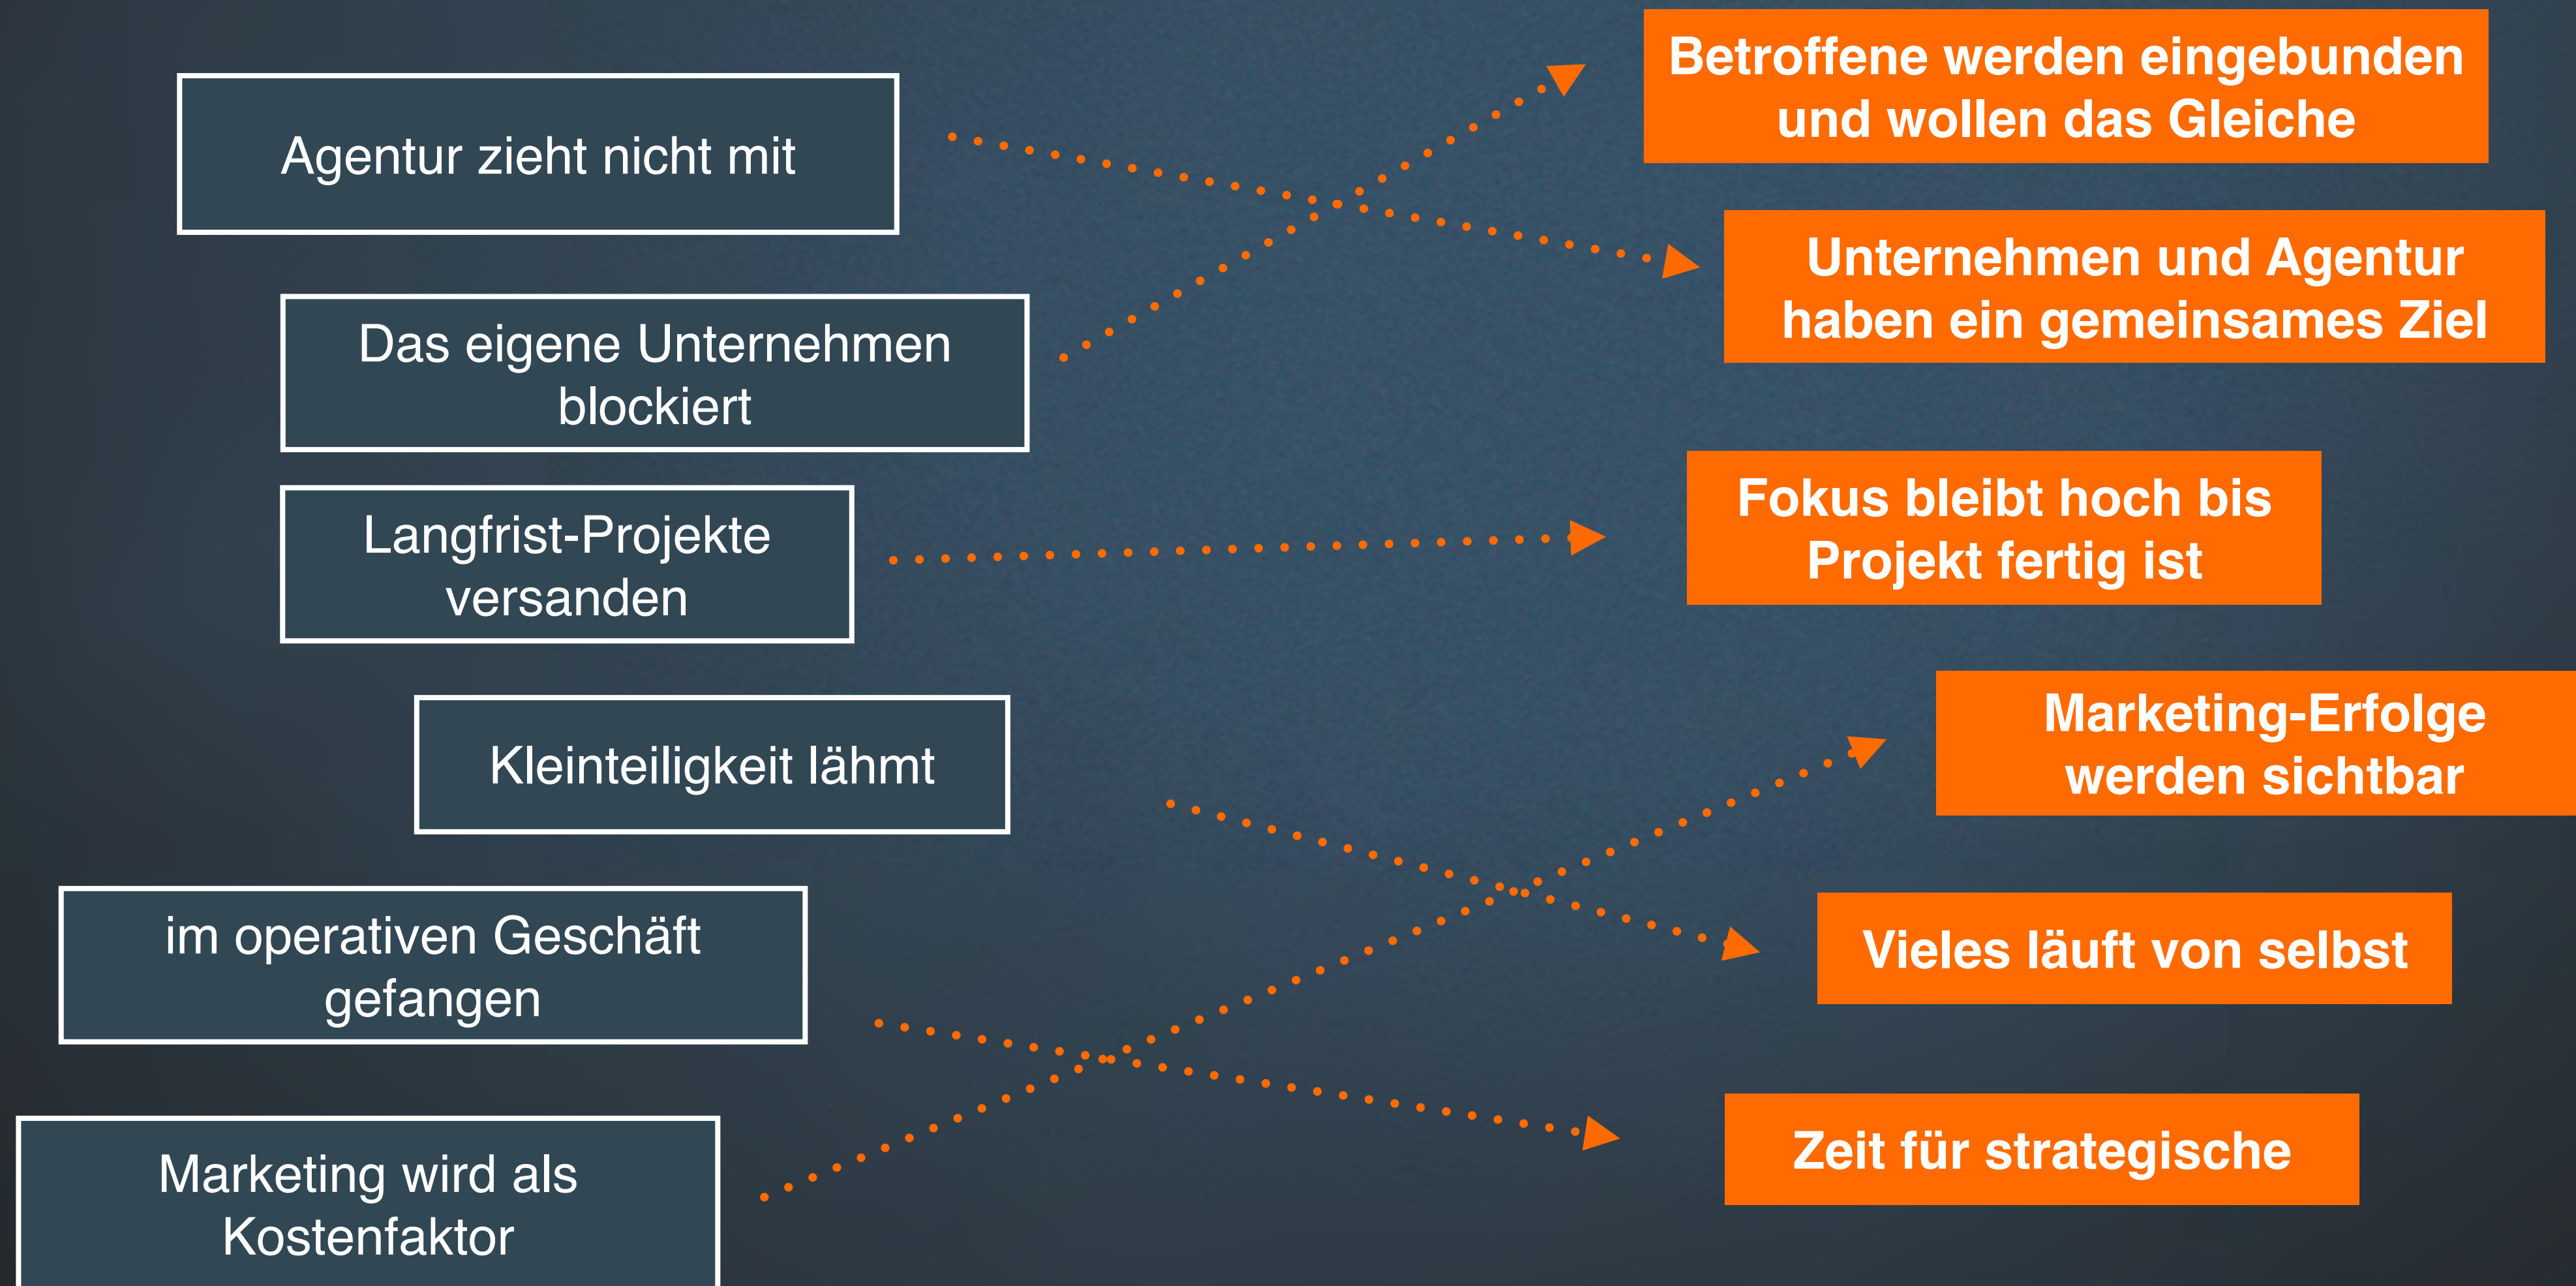 Agentur zieht nicht mit
Das eigene Unternehmen
blockiert
Langfrist-Projekte
versanden
Kleinteiligkeit lähmt
im operativen Geschäft
gefangen
Marketing wird als
Kostenfaktor
Betroffene werden eingebunden
und wollen das Gleiche
Unternehmen und Agentur
haben ein gemeinsames Ziel
Fokus bleibt hoch bis
Projekt fertig ist
Marketing-Erfolge
werden sichtbar
Vieles läuft von selbst
Zeit für strategische